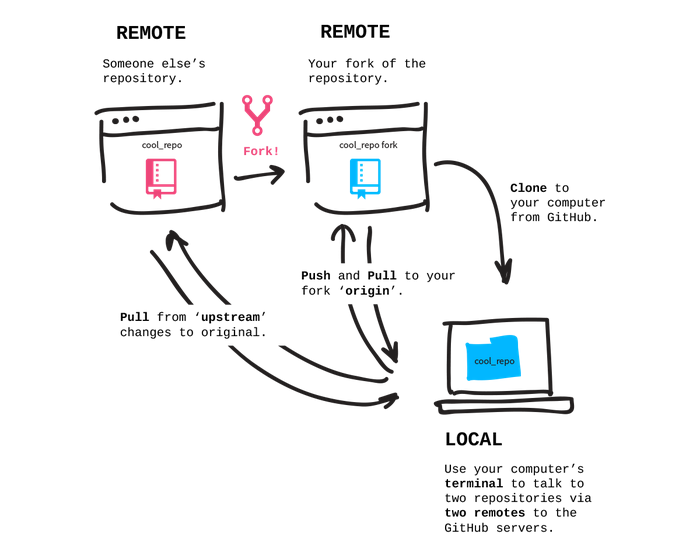 REMOTE
Someone else’s
repository.
cool_repo
Fork!
REMOTE
Your fork of the
repository.
cool_repo fork
Clone to
your computer
from GitHub.
Push and Pull to your
fork ‘origin’.
Pull from ‘upstream’
changes to original.
cool_repo
LOCAL
Use your computer’s
terminal to talk to
two repositories via
two remotes to the
GitHub servers.